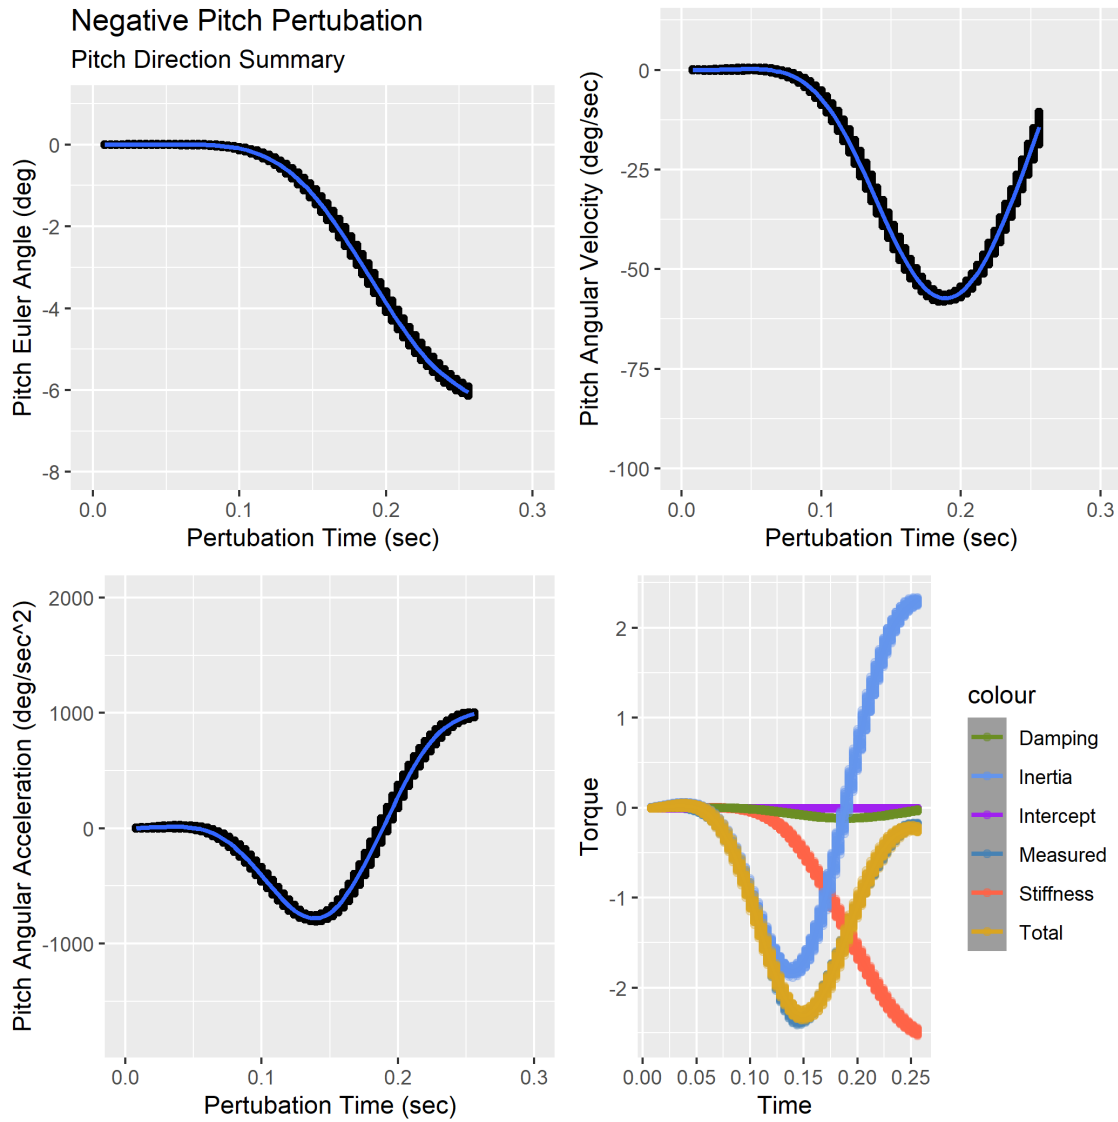 Negative Pitch Pertubation
Pitch Direction Summary
Pitch Euler Angle (deg)
0
-2
-4
-6
-8
0.0 0.1 0.2 0.3
Pertubation Time (sec)
Pitch Angular Velocity (deg/sec)
0
-25
-50
-75
-100
0.0 0.1 0.2 0.3
Pertubation Time (sec)
Pitch Angular Acceleration (deg/sec^2)
2000
1000
0
-1000
0.0 0.1 0.2 0.3
Pertubation Time (sec)
Torque
2
1
0
-1
-2
0.00 0.05 0.10 0.15 0.20 0.25
Time
colour
Damping
Inertia
Intercept
Measured
Stiffness
Total